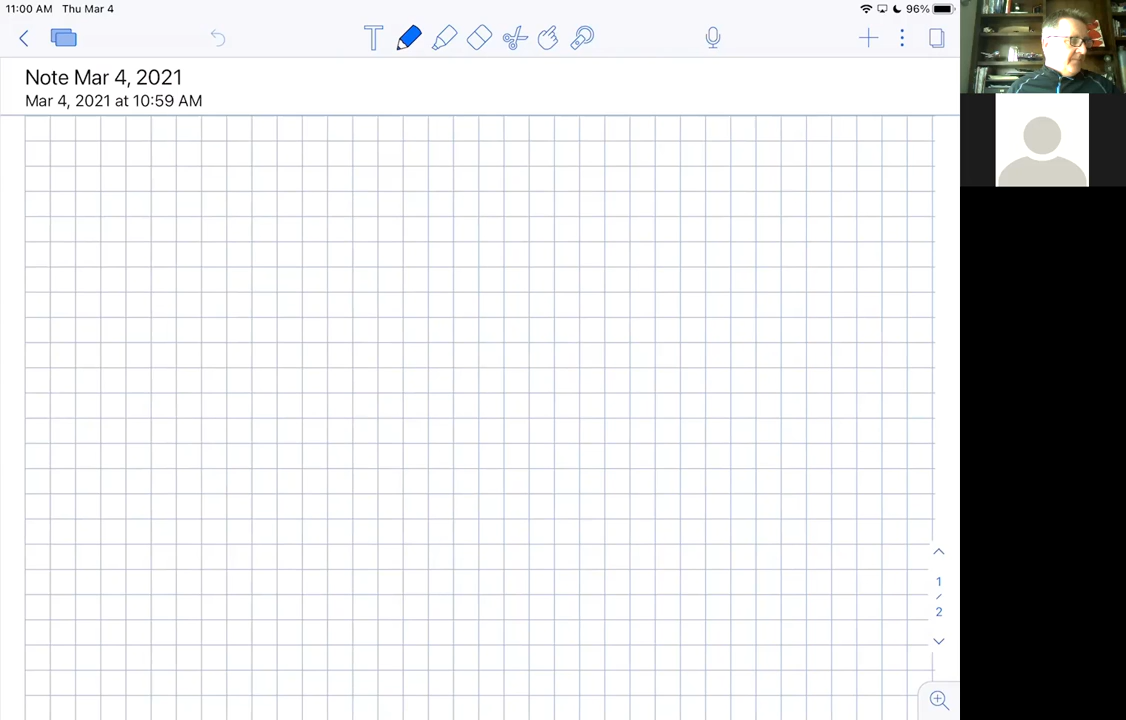 11:00 AM Thu Mar 4
96%
T
Note Mar 4, 2021
Mar 4, 2021 at 10:59 AM
1
/
2